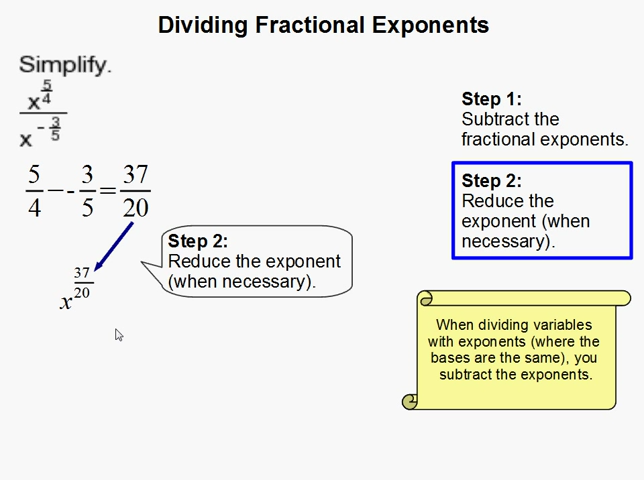 Dividing Fractional Exponents
Simplify.
x^(5/4)
x^(-3/5)
5/4 - -3/5 = 37/20
x^(37/20)
Step 2:
Reduce the exponent
(when necessary).
Step 1:
Subtract the
fractional exponents.
Step 2:
Reduce the
exponent (when
necessary).
When dividing variables
with exponents (where the
bases are the same), you
subtract the exponents.